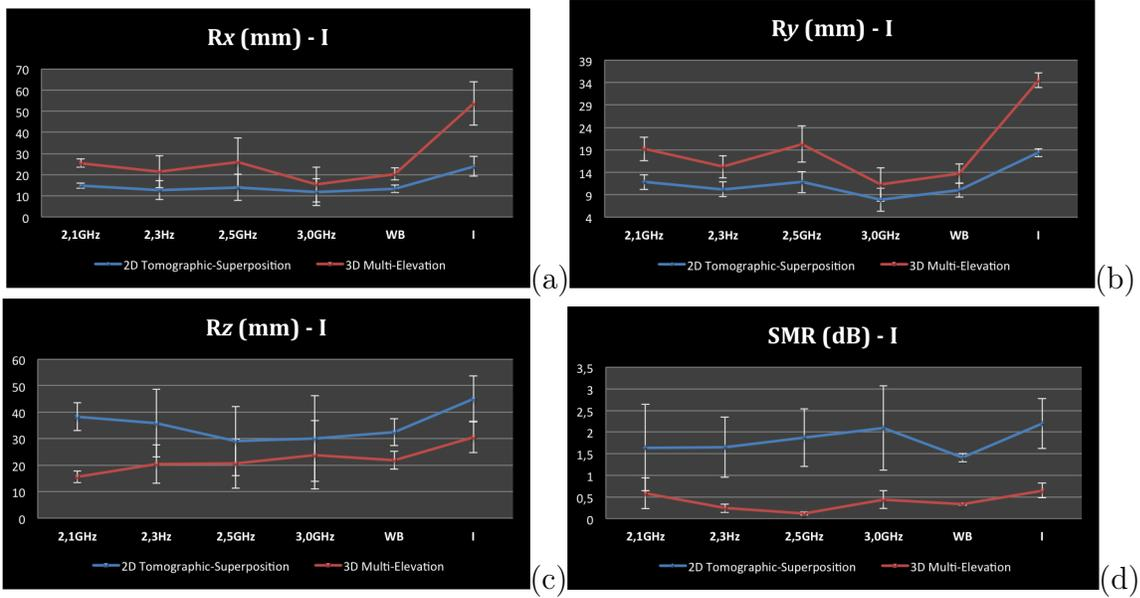 Rx (mm) - I
70
60
50
40
30
20
10
0
2,1GHz 2,3Hz 2,5GHz 3,0GHz WB I
2D Tomographic-Superposition 3D Multi-Elevation
(a)
Ry (mm) - I
39
34
29
24
19
14
9
4
2,1GHz 2,3Hz 2,5GHz 3,0GHz WB I
2D Tomographic-Superposition 3D Multi-Elevation
(b)
Rz (mm) - I
60
50
40
30
20
10
0
2,1GHz 2,3Hz 2,5GHz 3,0GHz WB I
2D Tomographic-Superposition 3D Multi-Elevation
(c)
SMR (dB) - I
3,5
3
2,5
2
1,5
1
0,5
0
2,1GHz 2,3Hz 2,5GHz 3,0GHz WB I
2D Tomographic-Superposition 3D Multi-Elevation
(d)